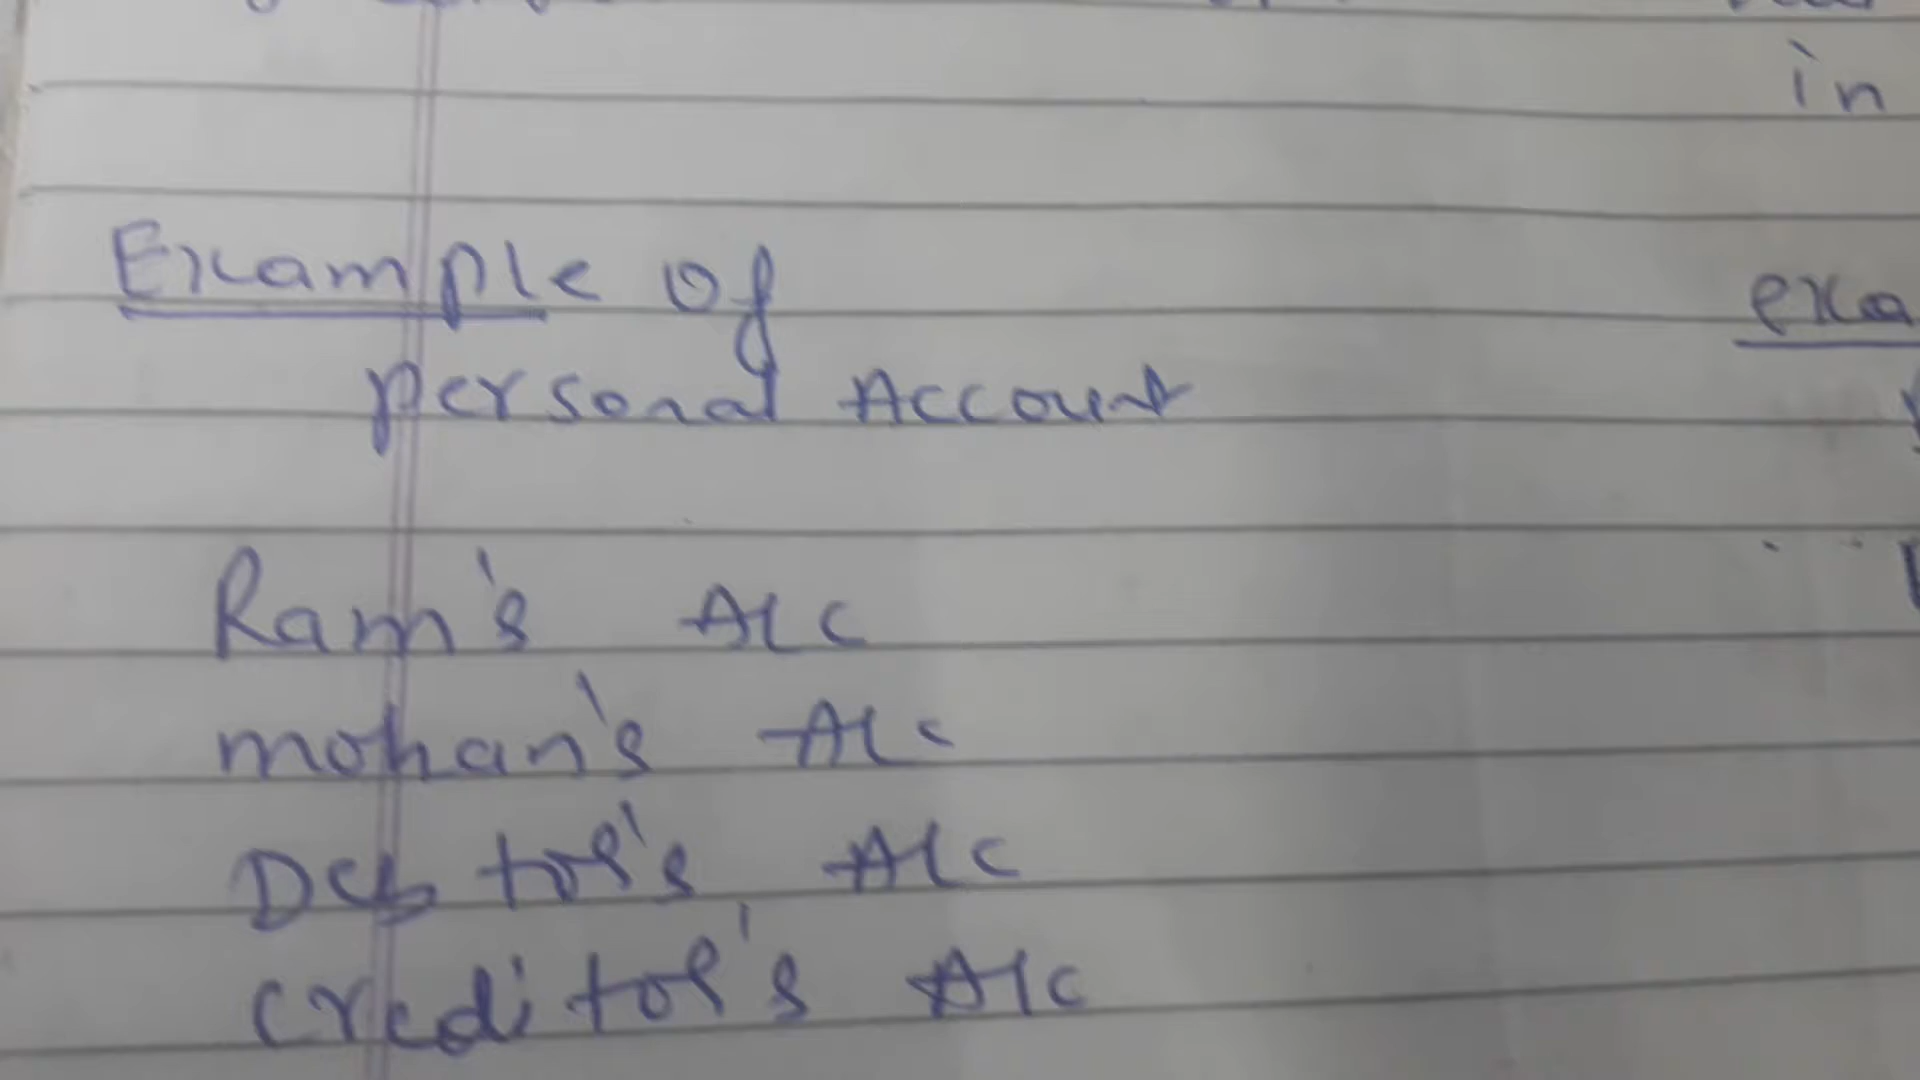 in
Example of
personal Account
exa
Ram's A/c
mohan's A/c
Debtor's A/c
creditor's A/c